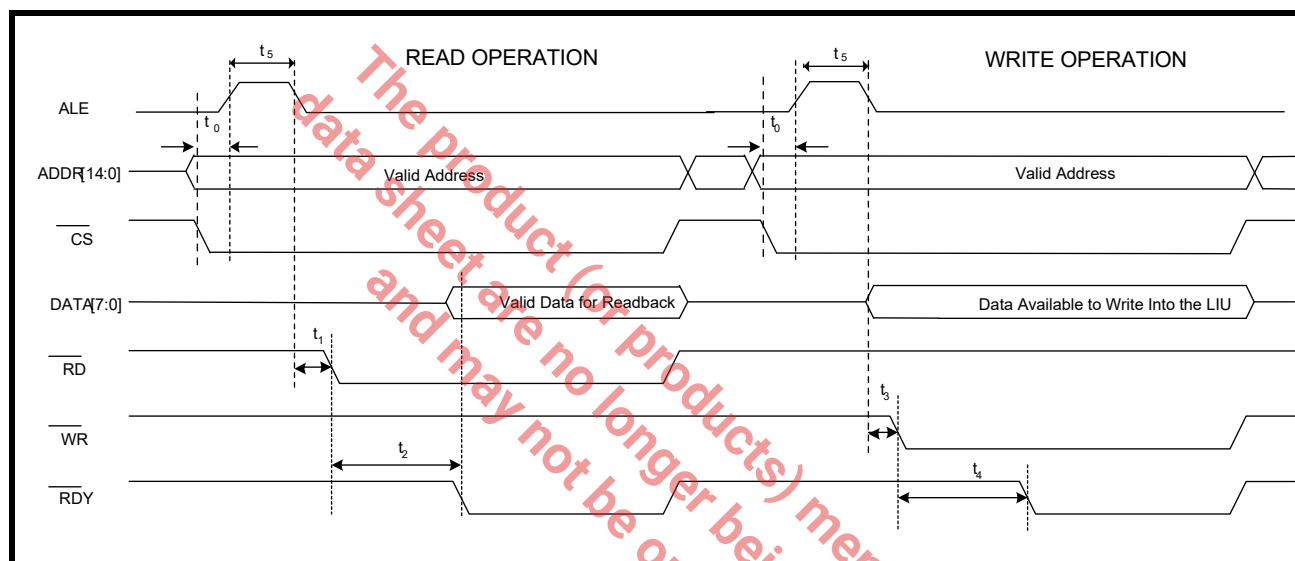 READ OPERATION
WRITE OPERATION
t5
t5
ALE
t0
t0
ADDR[14:0]
Valid Address
Valid Address
CS
DATA[7:0]
Valid Data for Readback
Data Available to Write Into the LIU
t1
RD
t3
WR
t2
t4
RDY
The product (or products) men
data sheet are no longer bei
and may not be o